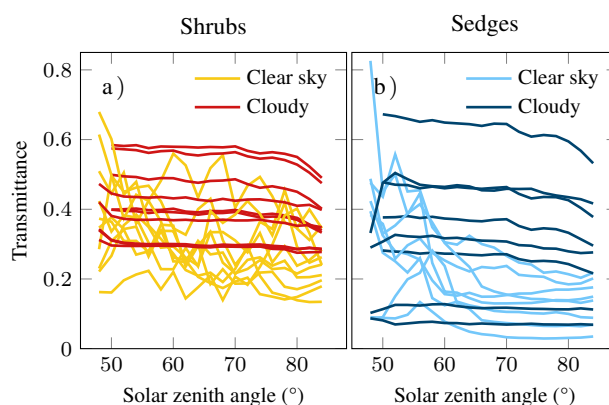 Shrubs
Sedges
a)
Clear sky
Cloudy
b)
Clear sky
Cloudy
Transmittance
0.8
0.6
0.4
0.2
0
50 60 70 80
50 60 70 80
Solar zenith angle (°)
Solar zenith angle (°)